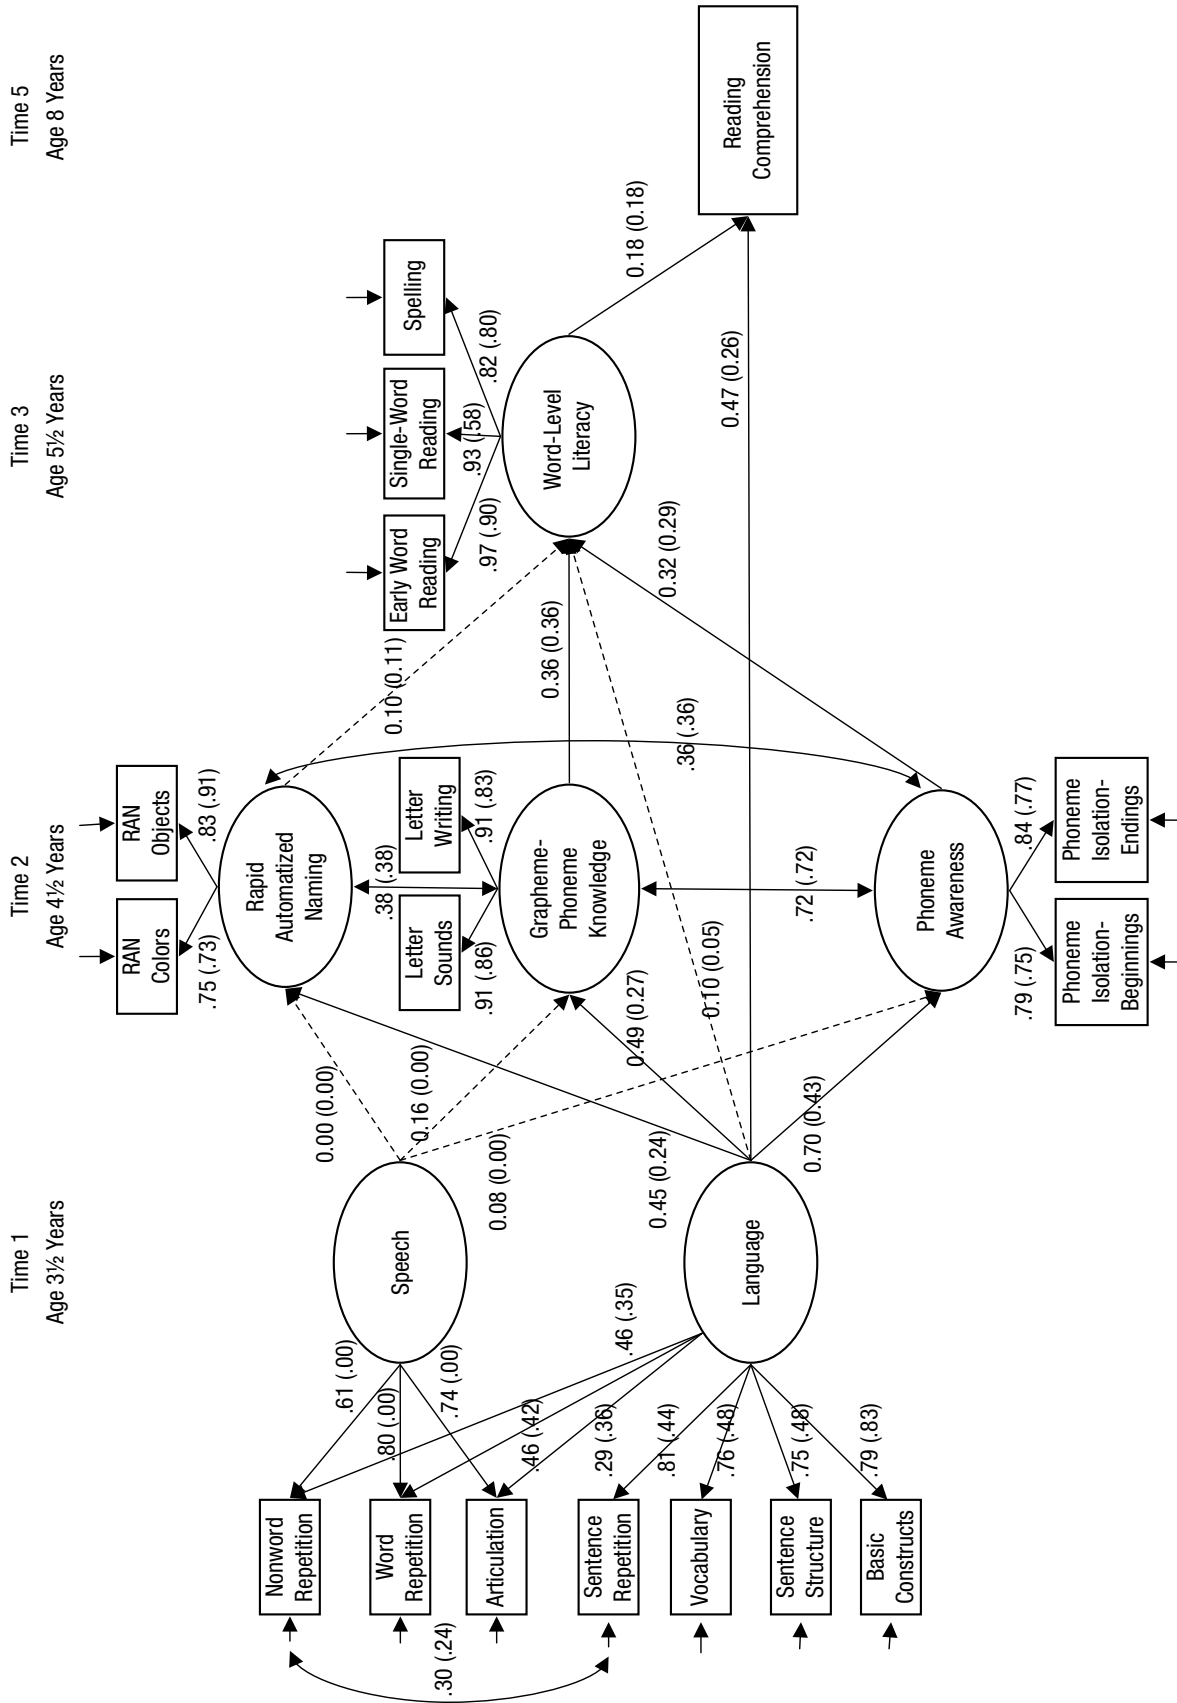 Time 1
Age 3½ Years
Time 2
Age 4½ Years
Time 3
Age 5½ Years
Time 5
Age 8 Years
RAN
Colors
RAN
Objects
.75 (.73)
.83 (.91)
Rapid
Automatized
Naming
Nonword
Repetition
Word
Repetition
Articulation
Sentence
Repetition
Vocabulary
Sentence
Structure
Basic
Constructs
.30 (.24)
.61 (.00)
.80 (.00)
.74 (.00)
.46 (.35)
.46 (.42)
.29 (.36)
.81 (.44)
.76 (.48)
.75 (.48)
.79 (.83)
Speech
Language
0.00 (0.00)
0.16 (0.00)
0.08 (0.00)
0.45 (0.24)
0.49 (0.27)
0.10 (0.05)
0.70 (0.43)
.38 (.38)
Letter
Sounds
Letter
Writing
.91 (.86)
.91 (.83)
Grapheme-
Phoneme
Knowledge
.72 (.72)
.36 (.36)
Phoneme
Awareness
.79 (.75)
.84 (.77)
Phoneme
Isolation-
Beginnings
Phoneme
Isolation-
Endings
0.10 (0.11)
0.36 (0.36)
0.32 (0.29)
Early Word
Reading
Single-Word
Reading
Spelling
.97 (.90)
.93 (.58)
.82 (.80)
Word-Level
Literacy
0.18 (0.18)
0.47 (0.26)
Reading
Comprehension